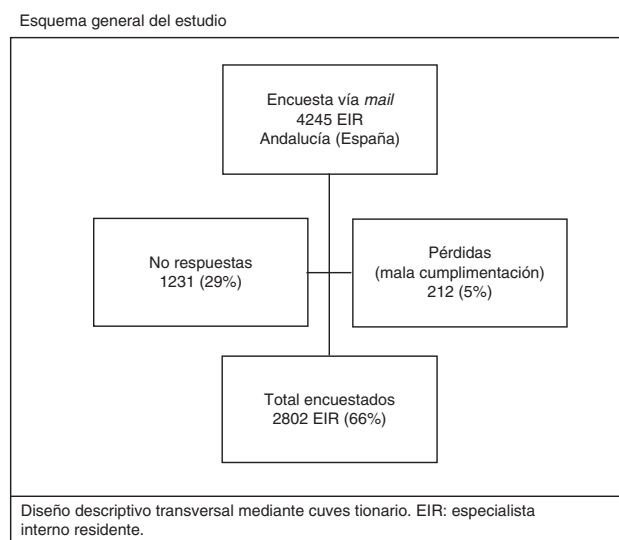 Esquema general del estudio
Encuesta vía mail
4245 EIR
Andalucía (España)
No respuestas
1231 (29%)
Pérdidas
(mala cumplimentación)
212 (5%)
Total encuestados
2802 EIR (66%)
Diseño descriptivo transversal mediante cuves tionario. EIR: especialista
interno residente.